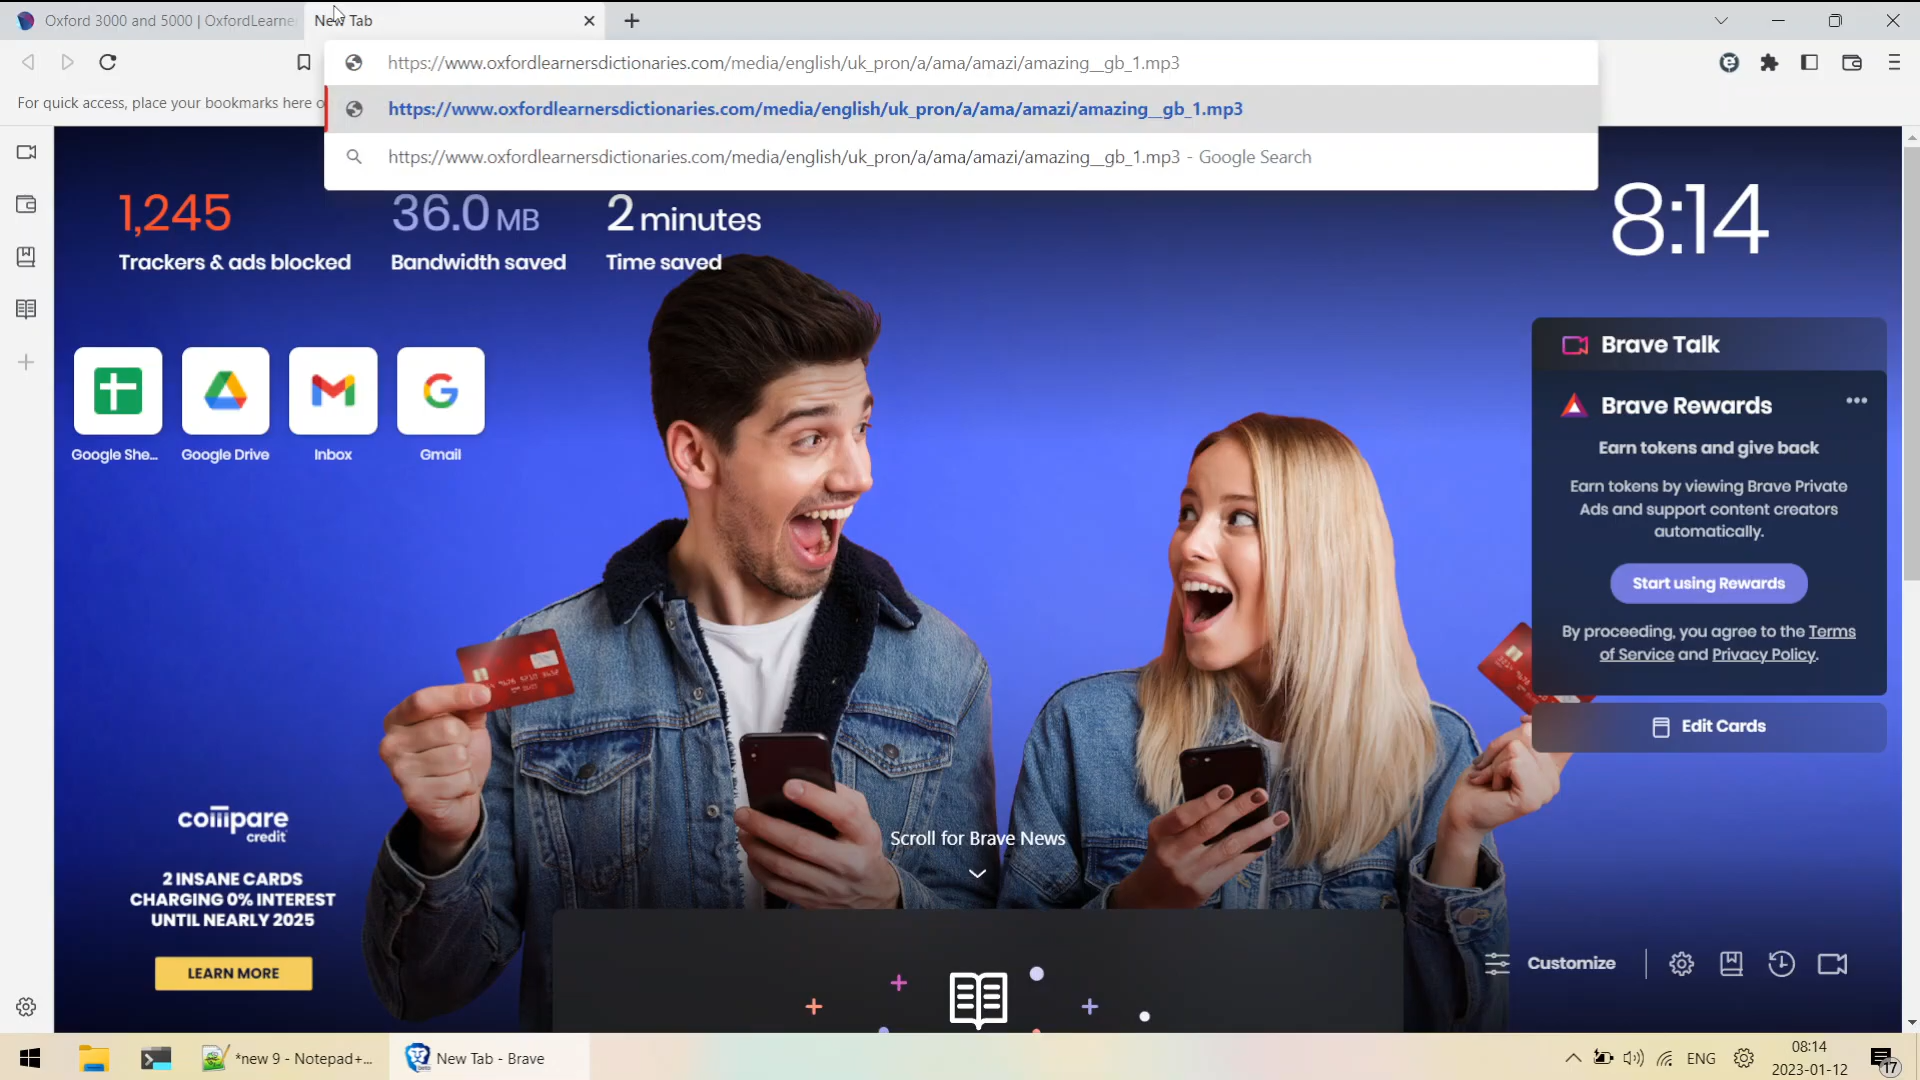 Oxford 3000 and 5000 | OxfordLearner
New Tab
https://www.oxfordlearnersdictionaries.com/media/english/uk_pron/a/ama/amazi/amazing__gb_1.mp3
For quick access, place your bookmarks here o
https://www.oxfordlearnersdictionaries.com/media/english/uk_pron/a/ama/amazi/amazing__gb_1.mp3
https://www.oxfordlearnersdictionaries.com/media/english/uk_pron/a/ama/amazi/amazing__gb_1.mp3 - Google Search
1,245
36.0 MB
2 minutes
8:14
Trackers & ads blocked
Bandwidth saved
Time saved
Brave Talk
Brave Rewards
Earn tokens and give back
Earn tokens by viewing Brave Private
Ads and support content creators
automatically.
Start using Rewards
By proceeding, you agree to the Terms
of Service and Privacy Policy.
Edit Cards
Google She...
Google Drive
Inbox
Gmail
compare
credit
2 INSANE CARDS
CHARGING 0% INTEREST
UNTIL NEARLY 2025
LEARN MORE
Scroll for Brave News
Customize
*new 9 - Notepad+...
New Tab - Brave
ENG
08:14
2023-01-12
17